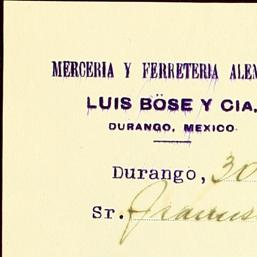 MERCERIA Y FERRETERIA ALEM
LUIS BÖSE Y CIA.
DURANGO, MEXICO
Durango, 30
Sr.